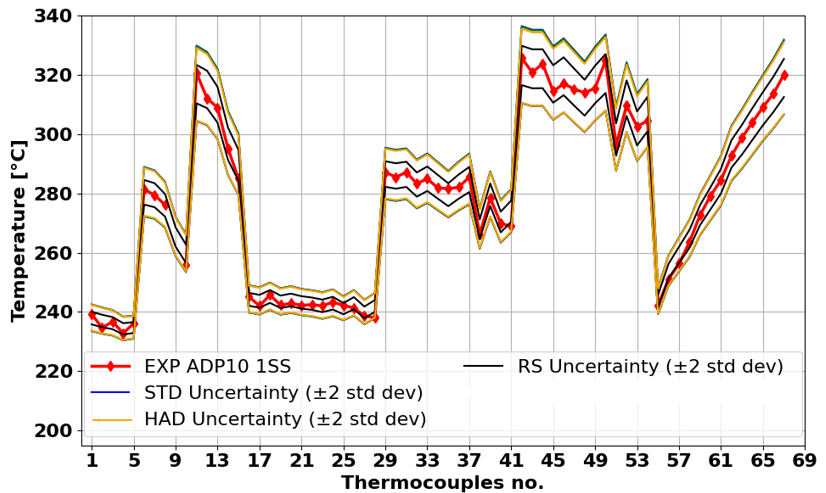 340
320
300
280
260
240
220
200
Temperature [°C]
EXP ADP10 1SS
STD Uncertainty (±2 std dev)
HAD Uncertainty (±2 std dev)
RS Uncertainty (±2 std dev)
1 5 9 13 17 21 25 29 33 37 41 45 49 53 57 61 65 69
Thermocouples no.